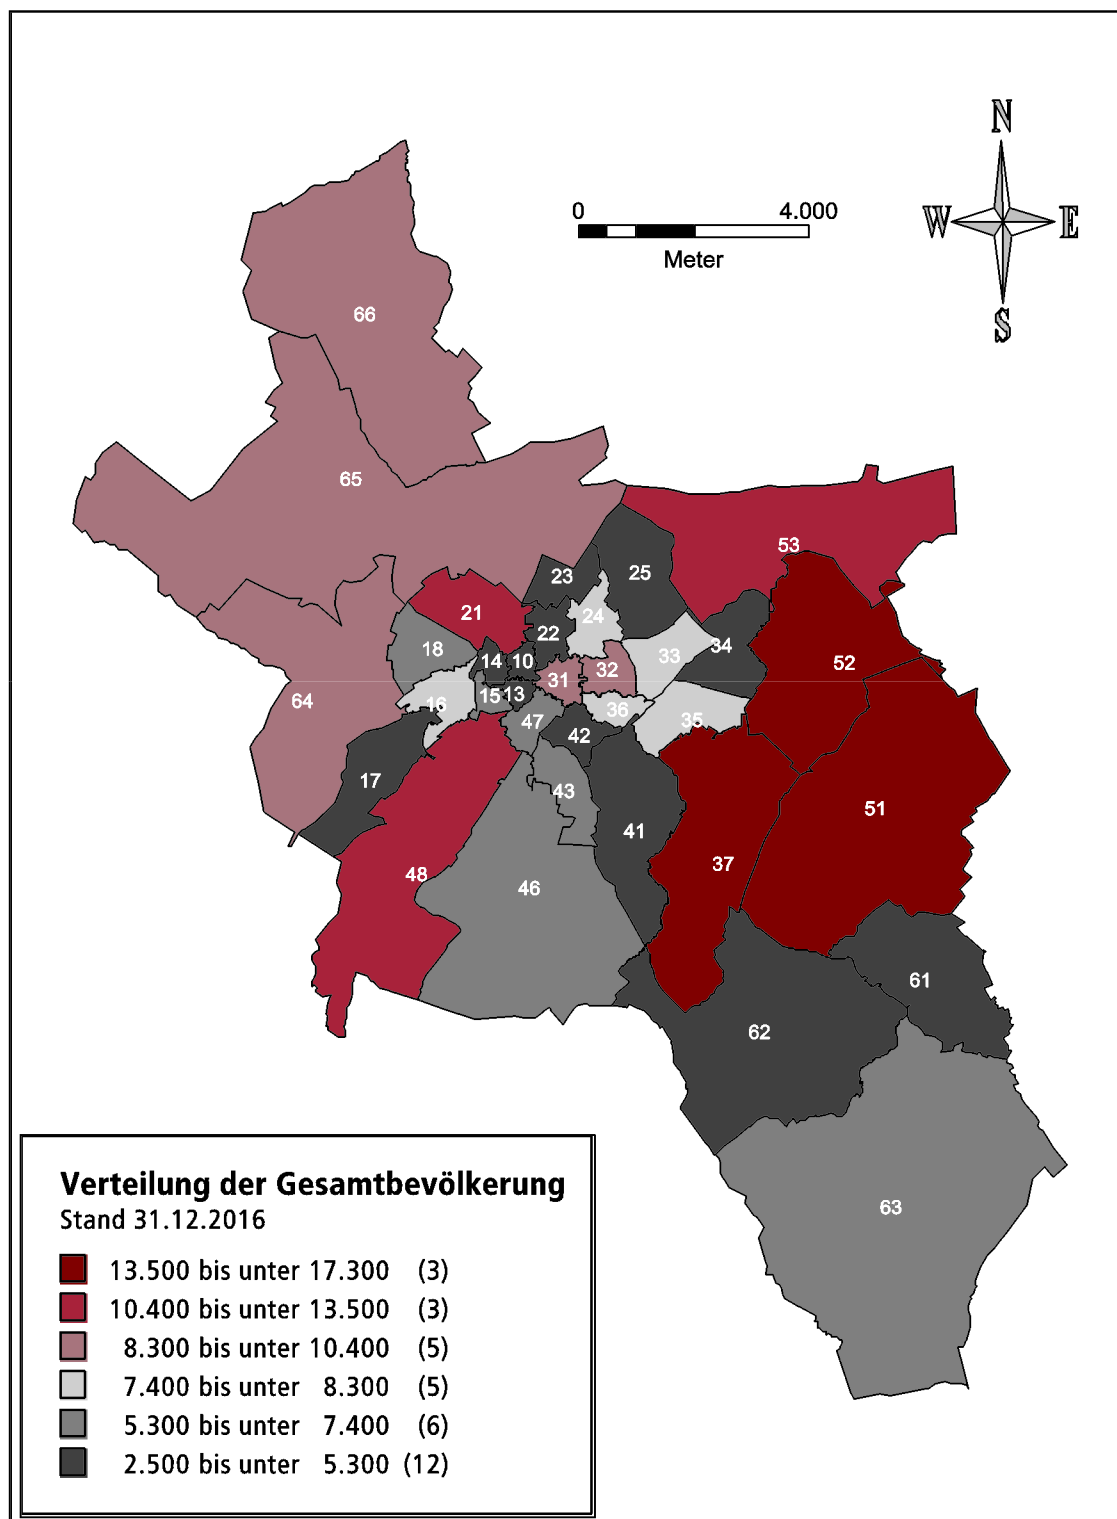 N
0 4.000
W E
Meter
S
66
65
53
23 25
21 24
22
18 34
14 10 33
52
32
31
15 13
64 16 36
47 35
42
17 43
51
41
37
48
46
61
62
63
Verteilung der Gesamtbevölkerung
Stand 31.12.2016
13.500 bis unter 17.300 (3)
10.400 bis unter 13.500 (3)
8.300 bis unter 10.400 (5)
7.400 bis unter 8.300 (5)
5.300 bis unter 7.400 (6)
2.500 bis unter 5.300 (12)